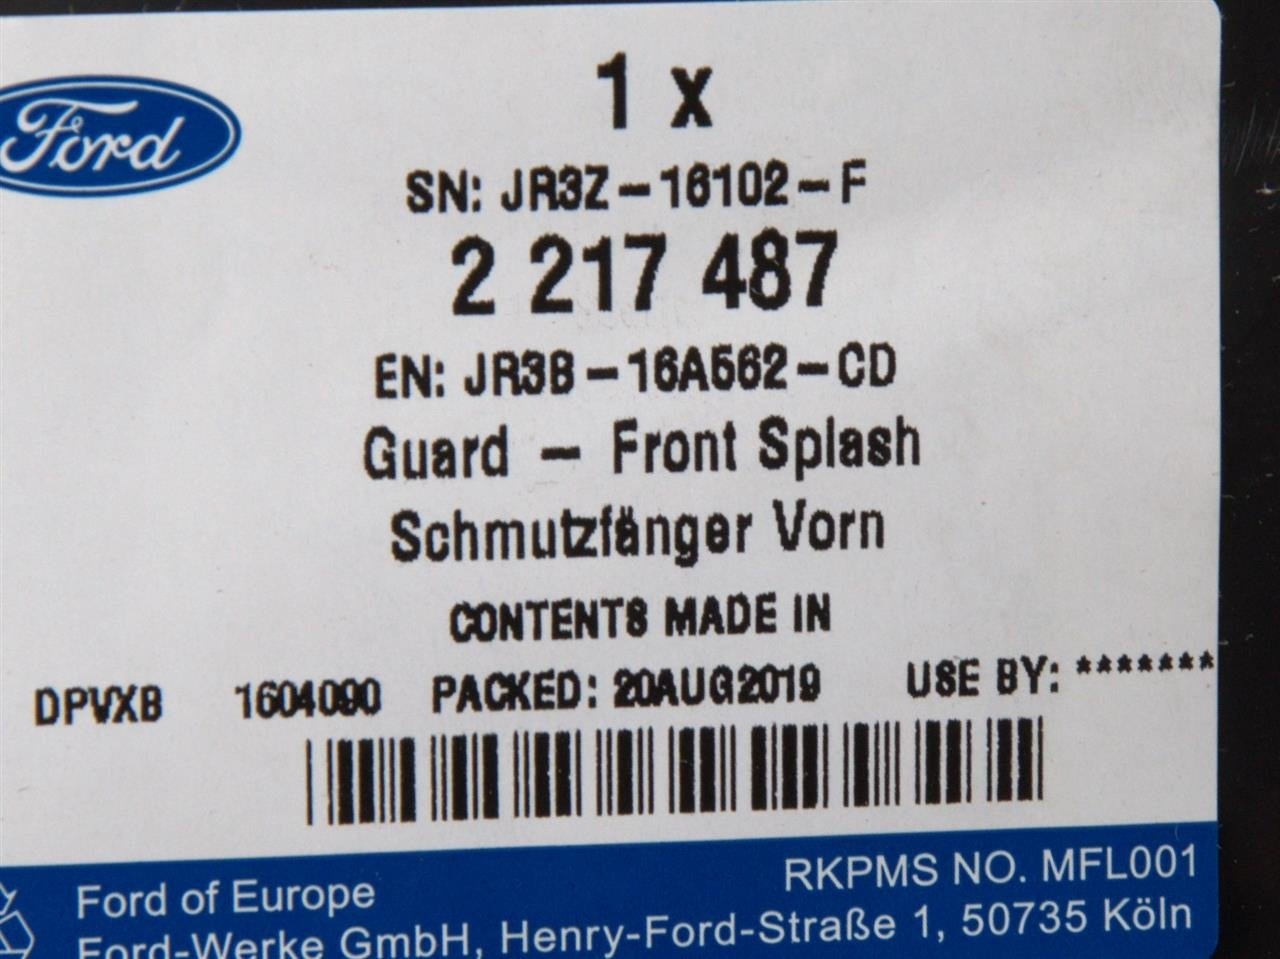 Ford
1 x
SN: JR3Z-16102-F
2 217 487
EN: JR3B-16A562-CD
Guard - Front Splash
Schmutzfänger Vorn
CONTENTS MADE IN
DPVXB 1604090 PACKED: 20AUG2019 USE BY: *******
RKPMS NO. MFL001
Ford of Europe
Ford-Werke GmbH, Henry-Ford-Straße 1, 50735 Köln